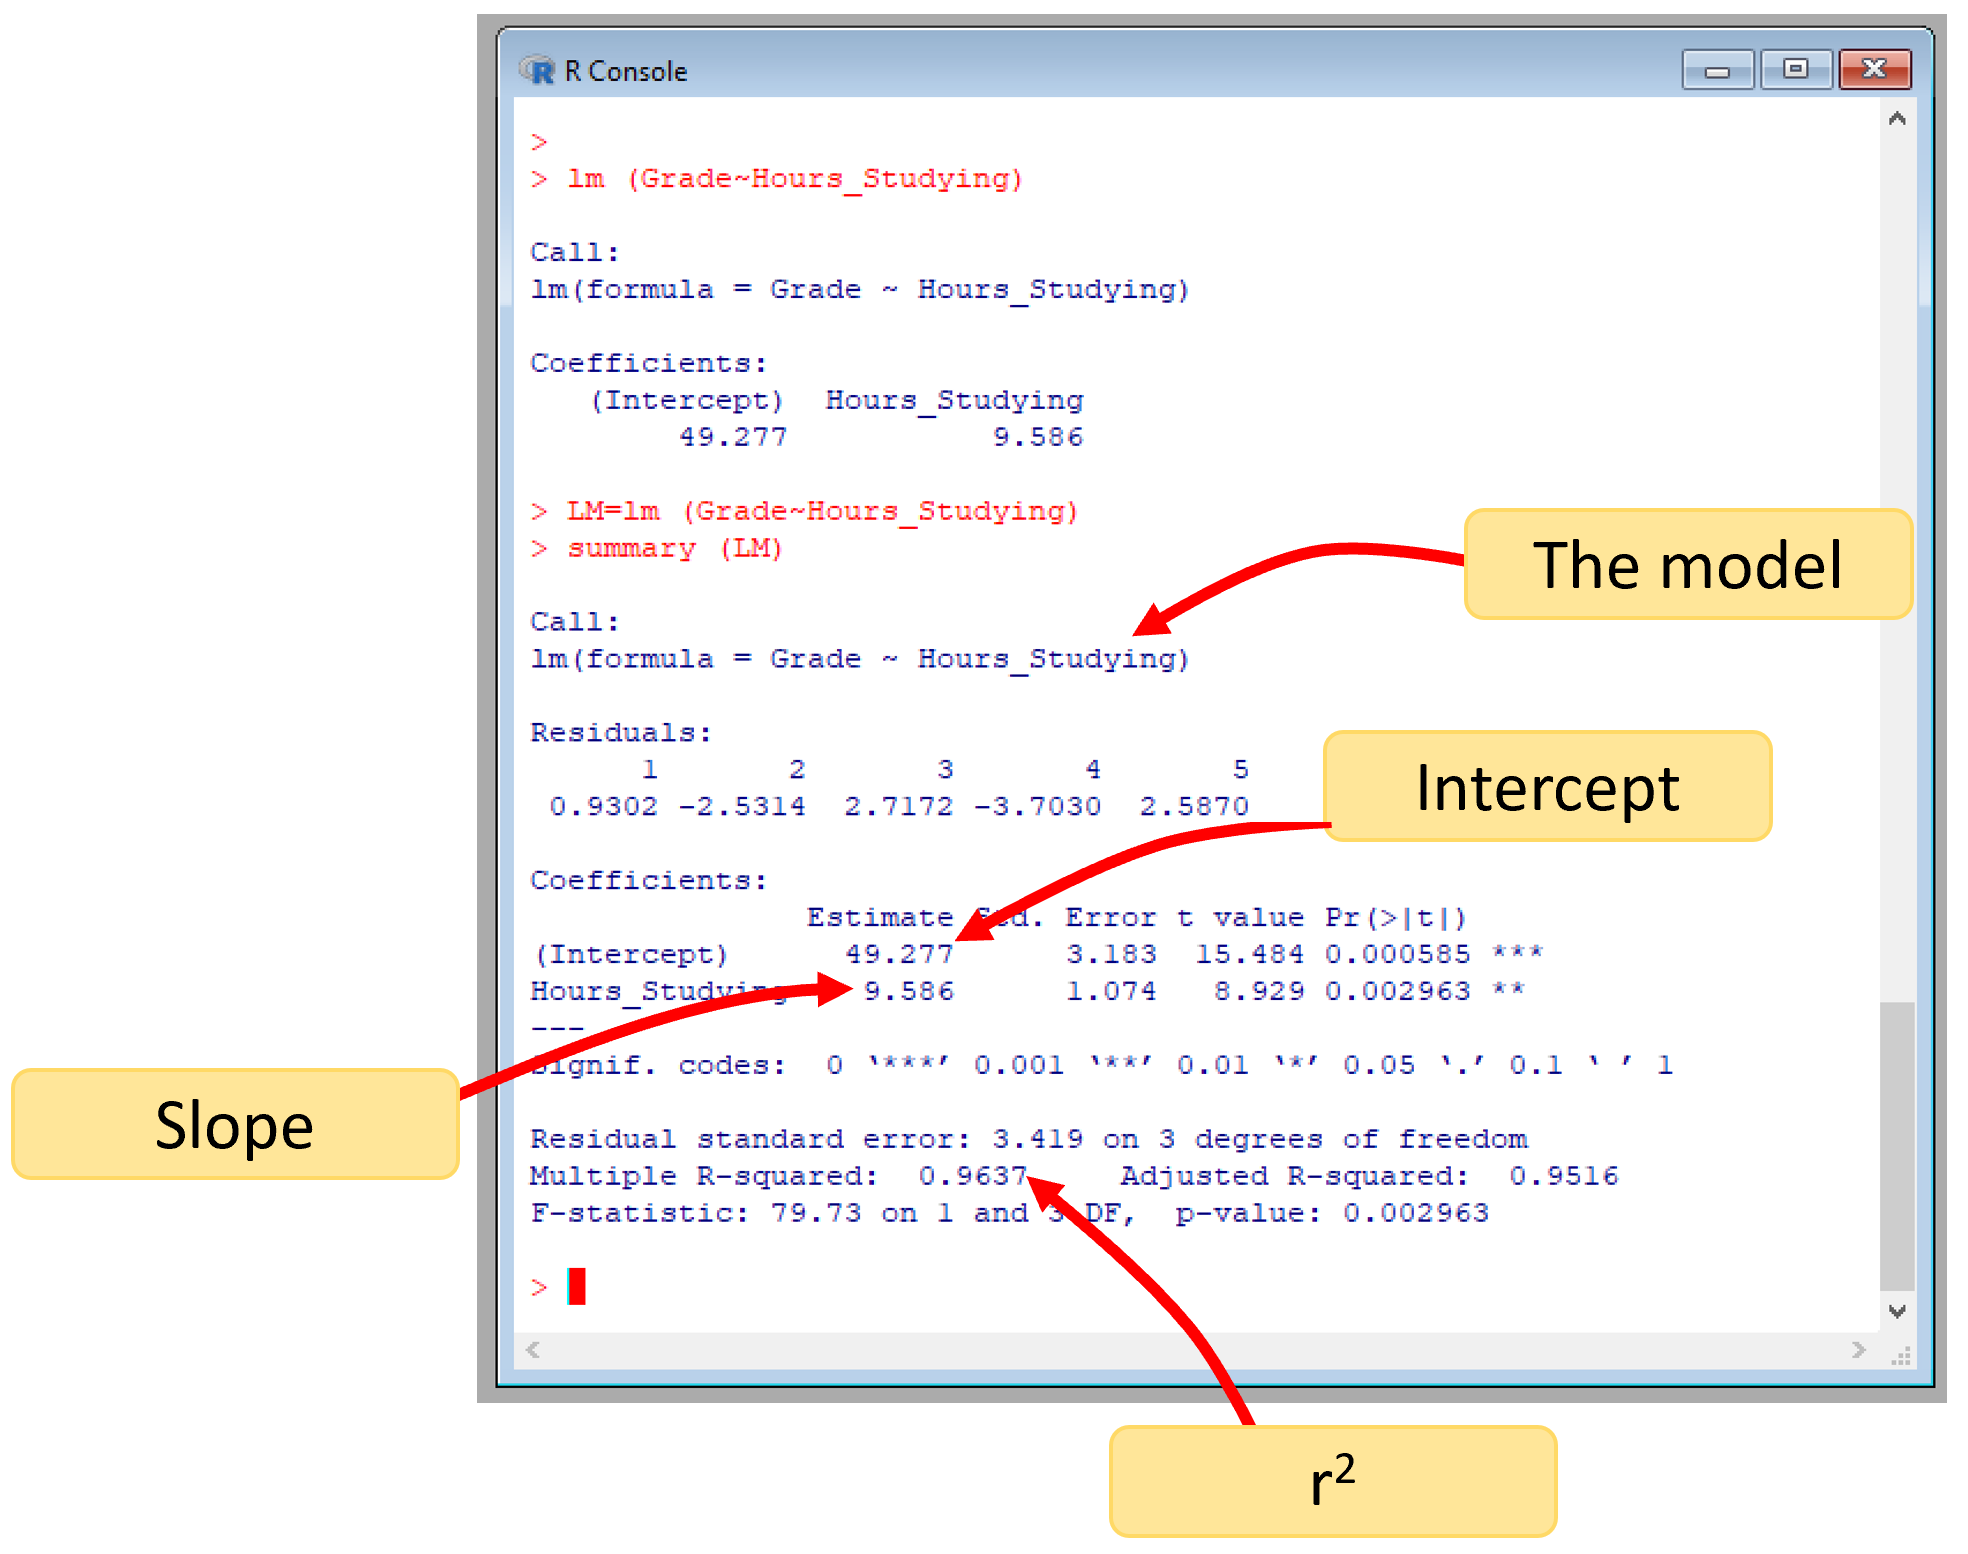 R Console
>
> lm (Grade~Hours_Studying)
Call:
lm(formula = Grade ~ Hours_Studying)
Coefficients:
(Intercept) Hours_Studying
49.277 9.586
> LM=lm (Grade~Hours_Studying)
> summary (LM)
The model
Call:
lm(formula = Grade ~ Hours_Studying)
Residuals:
1 2 3 4 5
0.9302 -2.5314 2.7172 -3.7030 2.5870
Intercept
Coefficients:
Estimate Std. Error t value Pr(>|t|)
(Intercept) 49.277 3.183 15.484 0.000585 ***
Hours_Studying 9.586 1.074 8.929 0.002963 **
---
Signif. codes: 0 ‘***’ 0.001 ‘**’ 0.01 ‘*’ 0.05 ‘.’ 0.1 ‘ ’ 1
Slope
Residual standard error: 3.419 on 3 degrees of freedom
Multiple R-squared: 0.9637, Adjusted R-squared: 0.9516
F-statistic: 79.73 on 1 and 3 DF, p-value: 0.002963
>
r²